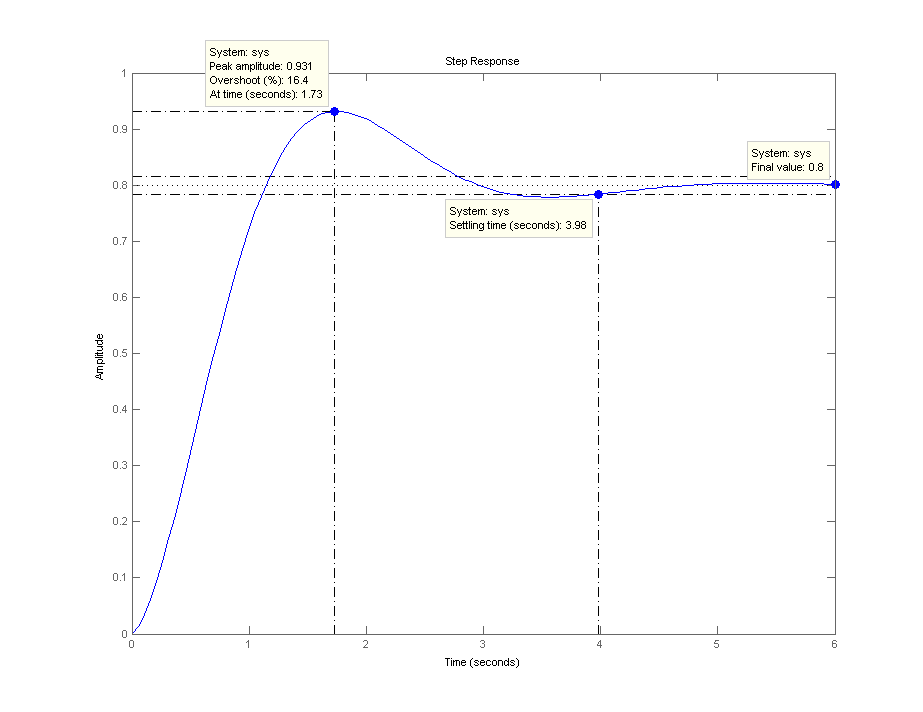 System: sys
Peak amplitude: 0.931
Overshoot (%): 16.4
At time (seconds): 1.73
Step Response
1
0.9
System: sys
Final value: 0.8
0.8
System: sys
Settling time (seconds): 3.98
0.7
0.6
0.5
Amplitude
0.4
0.3
0.2
0.1
0
0 1 2 3 4 5 6
Time (seconds)